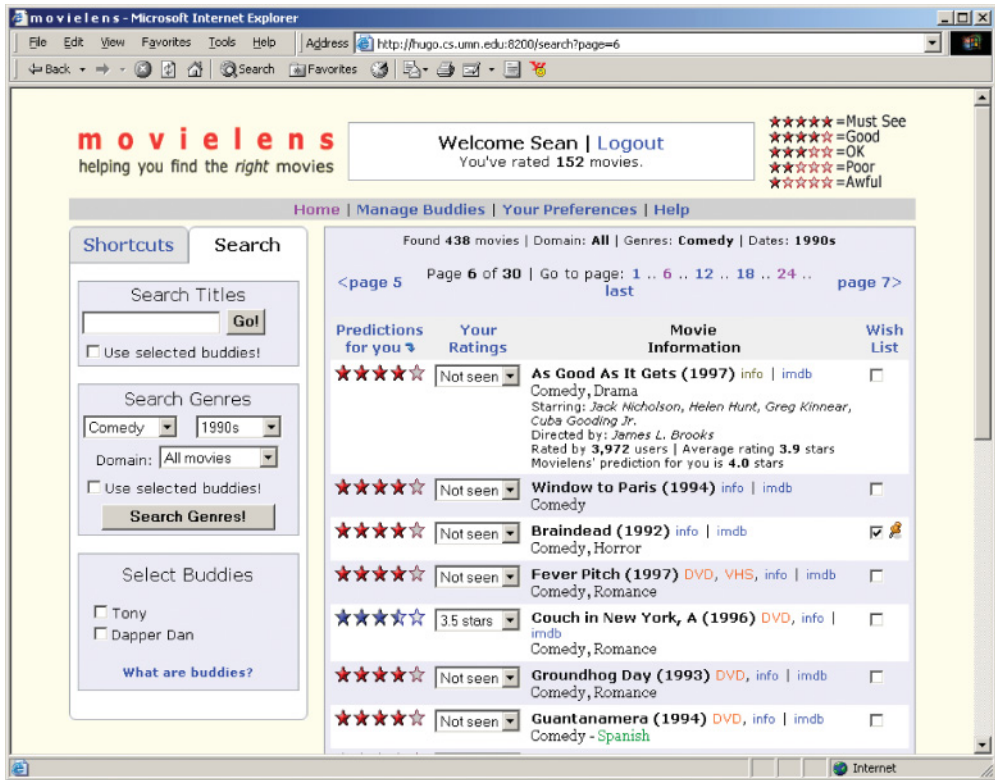 movielens - Microsoft Internet Explorer
File Edit View Favorites Tools Help Address http://hugo.cs.umn.edu:8200/search?page=6
Back Search Favorites
movielens
helping you find the right movies
Welcome Sean | Logout
You've rated 152 movies.
★★★★★ =Must See
★★★★☆ =Good
★★★☆☆ =OK
★★☆☆☆ =Poor
★☆☆☆☆ =Awful
Home | Manage Buddies | Your Preferences | Help
Shortcuts Search
Search Titles
Go!
Use selected buddies!
Search Genres
Comedy 1990s
Domain: All movies
Use selected buddies!
Search Genres!
Select Buddies
Tony
Dapper Dan
What are buddies?
Found 438 movies | Domain: All | Genres: Comedy | Dates: 1990s
<page 5 Page 6 of 30 | Go to page: 1 .. 6 .. 12 .. 18 .. 24 .. page 7>
last
Predictions Your Movie Wish
for you Ratings Information List
Not seen As Good As It Gets (1997) info | imdb
Comedy, Drama
Starring: Jack Nicholson, Helen Hunt, Greg Kinnear,
Cuba Gooding Jr.
Directed by: James L. Brooks
Rated by 3,972 users | Average rating 3.9 stars
Movielens' prediction for you is 4.0 stars
Not seen Window to Paris (1994) info | imdb
Comedy
Not seen Braindead (1992) info | imdb
Comedy, Horror
Not seen Fever Pitch (1997) DVD, VHS, info | imdb
Comedy, Romance
3.5 stars Couch in New York, A (1996) DVD, info |
imdb
Comedy, Romance
Not seen Groundhog Day (1993) DVD, info | imdb
Comedy, Romance
Not seen Guantanamera (1994) DVD, info | imdb
Comedy - Spanish
Internet